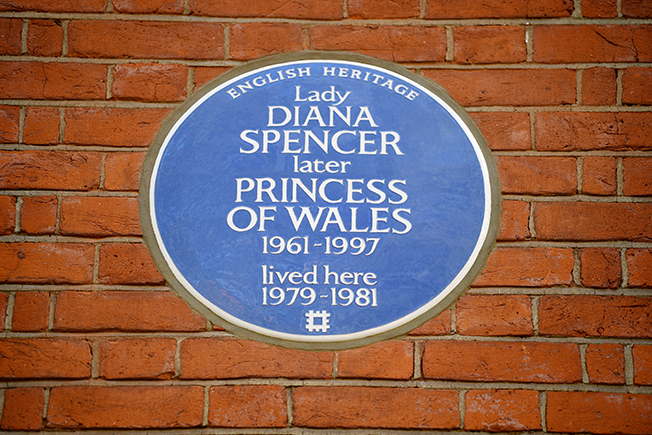 ENGLISH HERITAGE
Lady
DIANA
SPENCER
later
PRINCESS
OF WALES
1961-1997
lived here
1979-1981